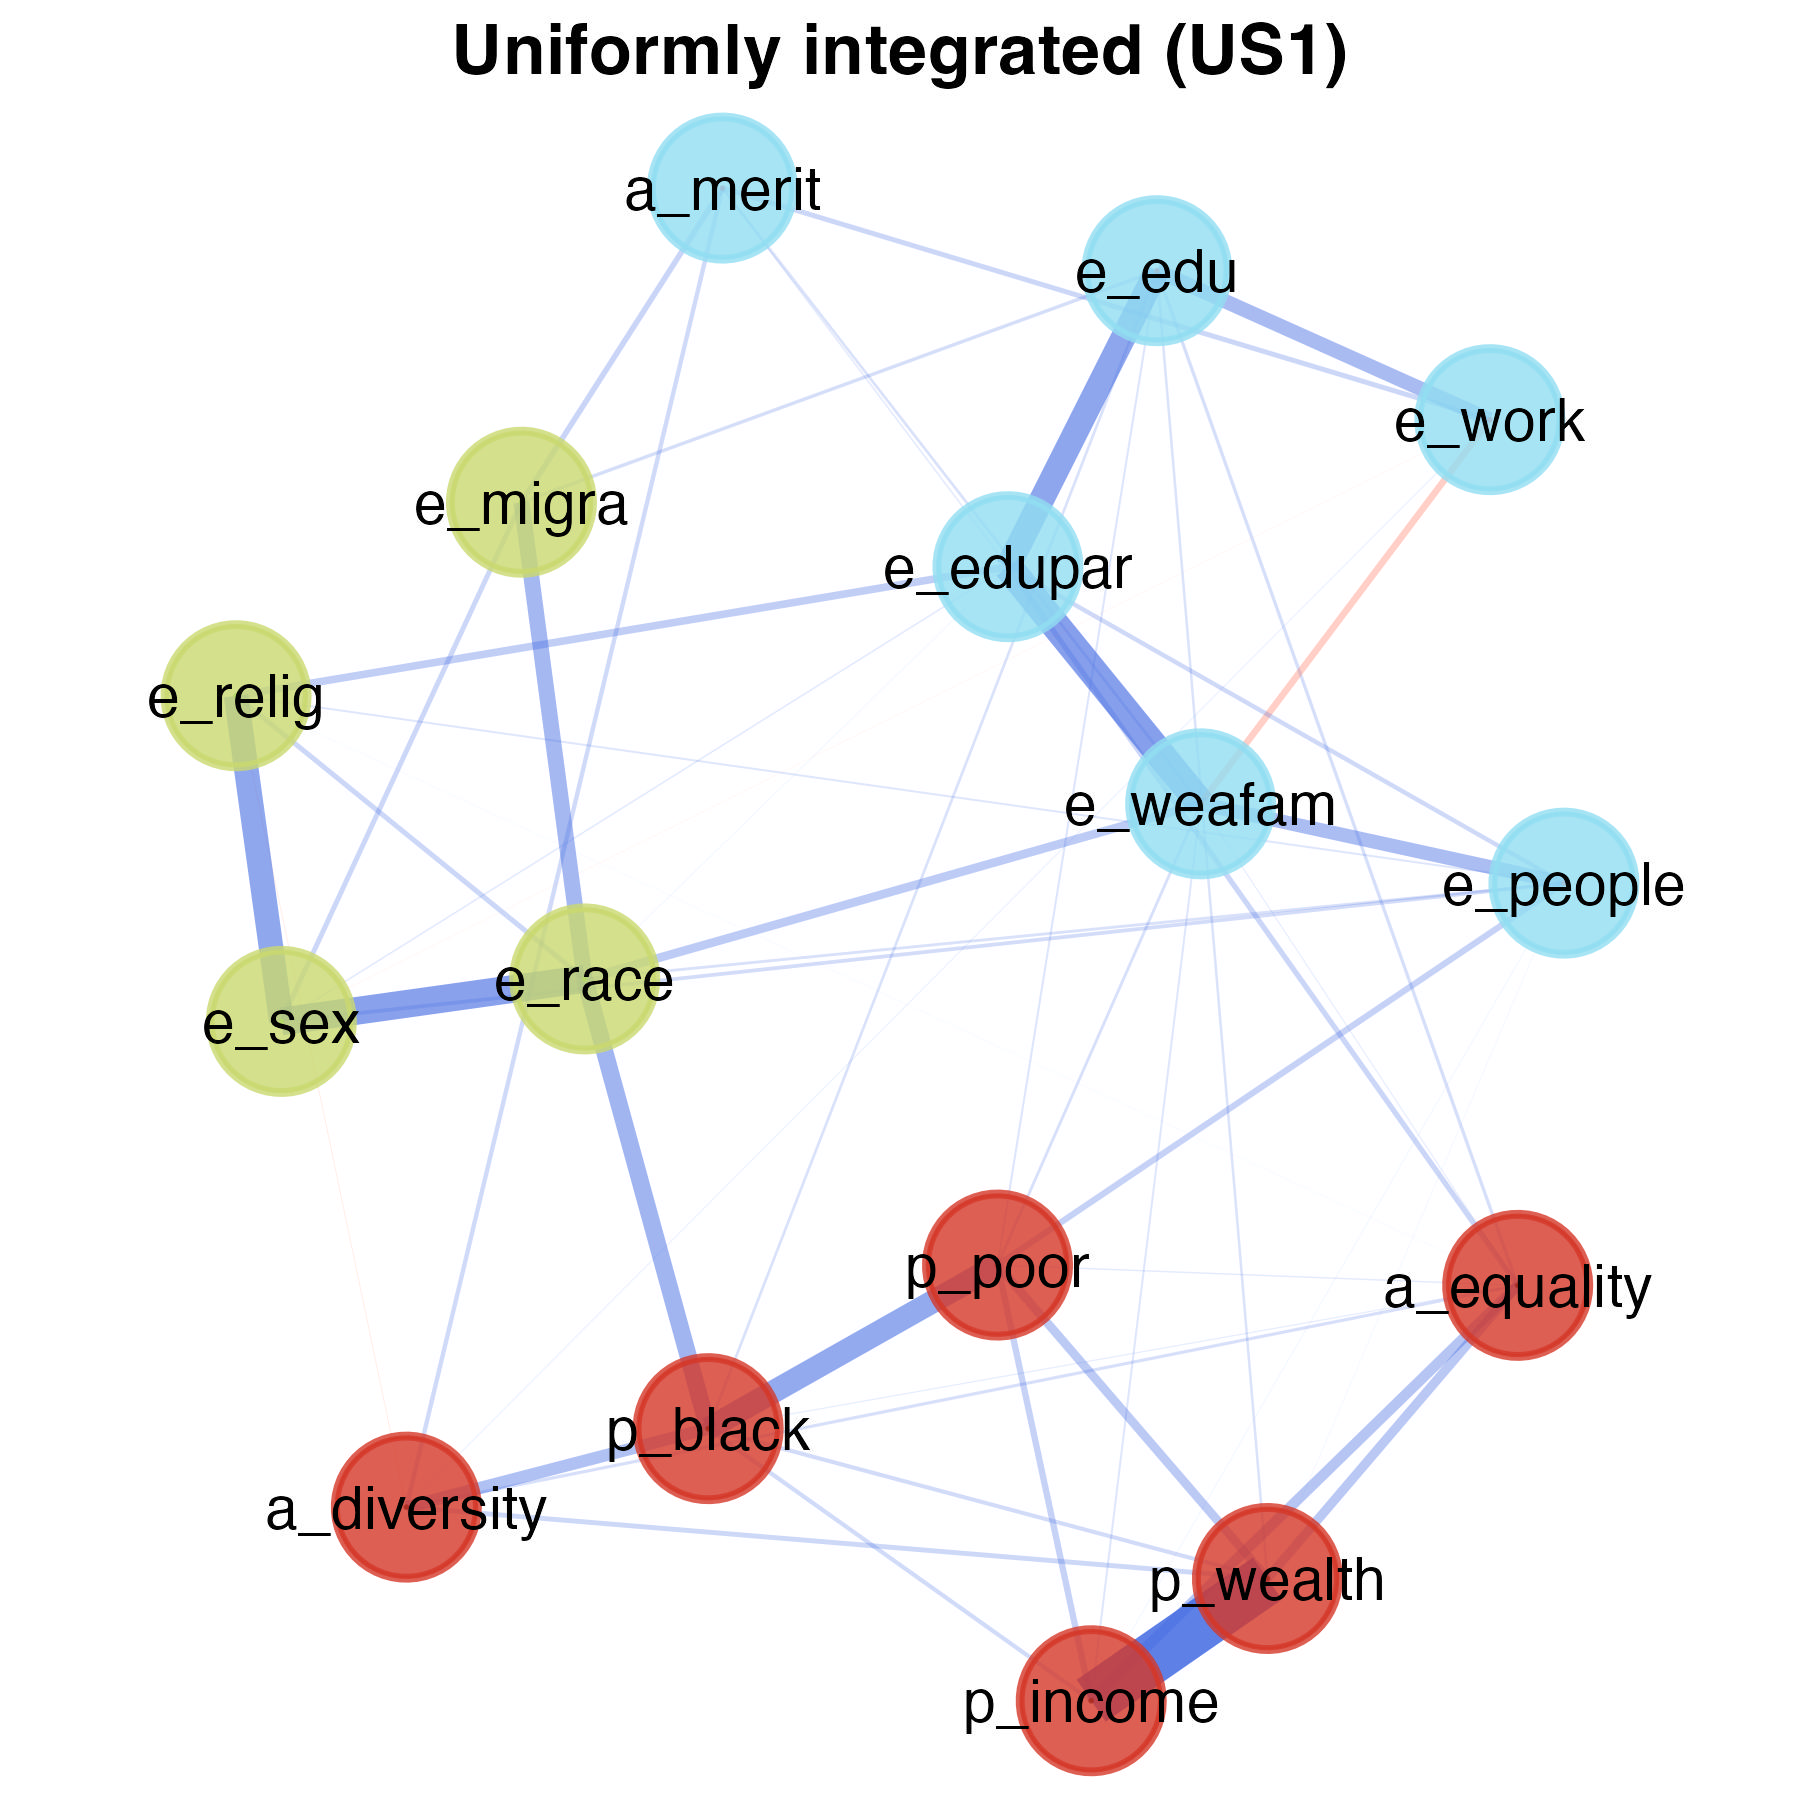 Uniformly integrated (US1)
a_merit
e_edu
e_work
e_migra
e_edupar
e_relig
e_weafam
e_people
e_race
e_sex
p_poor
a_equality
p_black
a_diversity
p_wealth
p_income